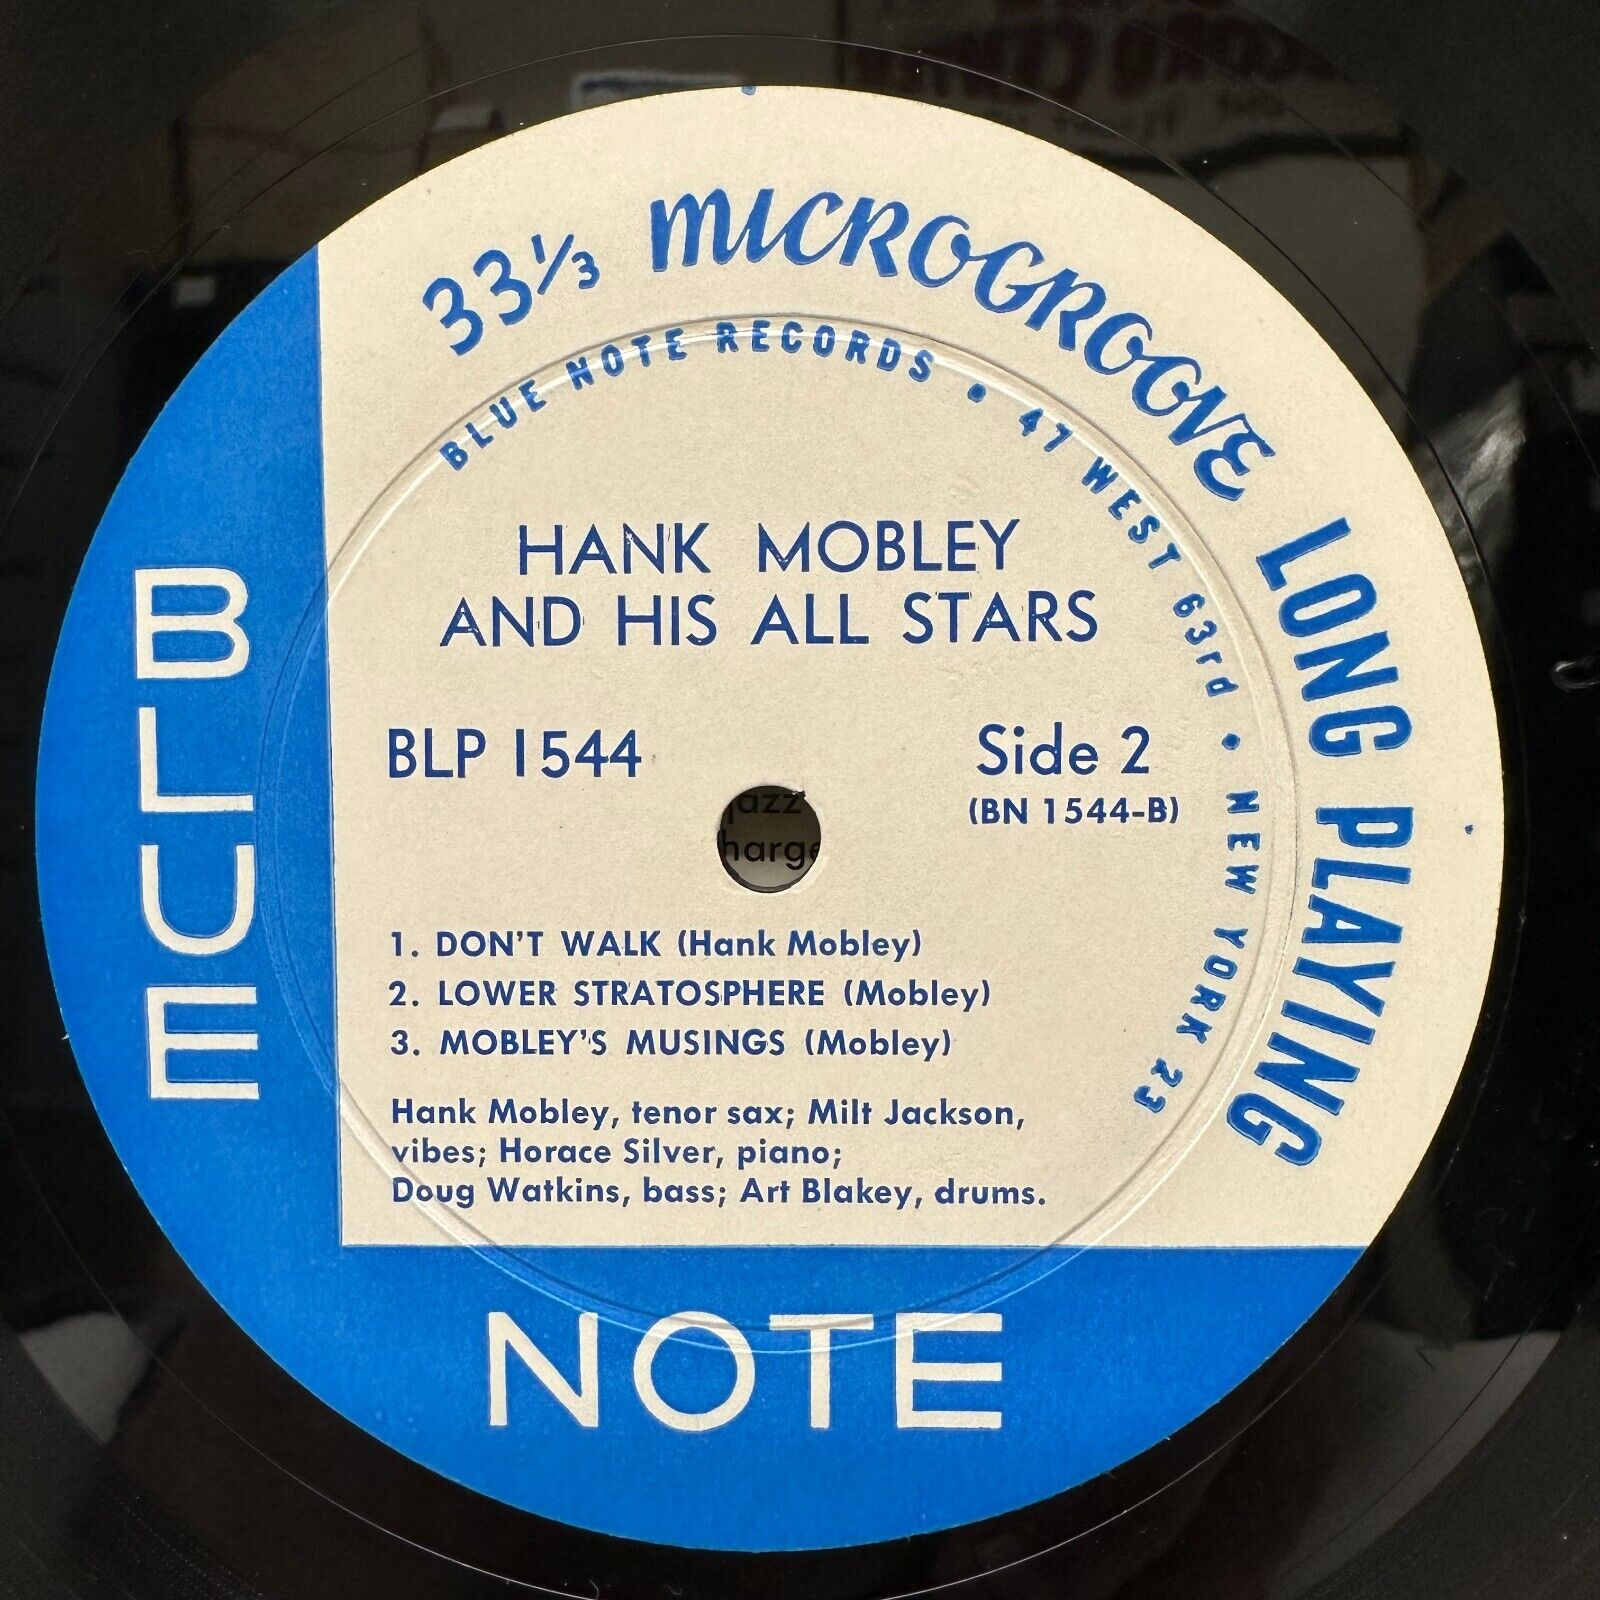 33⅓ MICROGROOVE LONG PLAYING
BLUE NOTE RECORDS • 47 WEST 63rd • NEW YORK 23
HANK MOBLEY
AND HIS ALL STARS
BLP 1544 Side 2
(BN 1544-B)
jazz
1. DON'T WALK (Hank Mobley)
2. LOWER STRATOSPHERE (Mobley)
3. MOBLEY'S MUSINGS (Mobley)
Hank Mobley, tenor sax; Milt Jackson,
vibes; Horace Silver, piano;
Doug Watkins, bass; Art Blakey, drums.
BLUE
NOTE